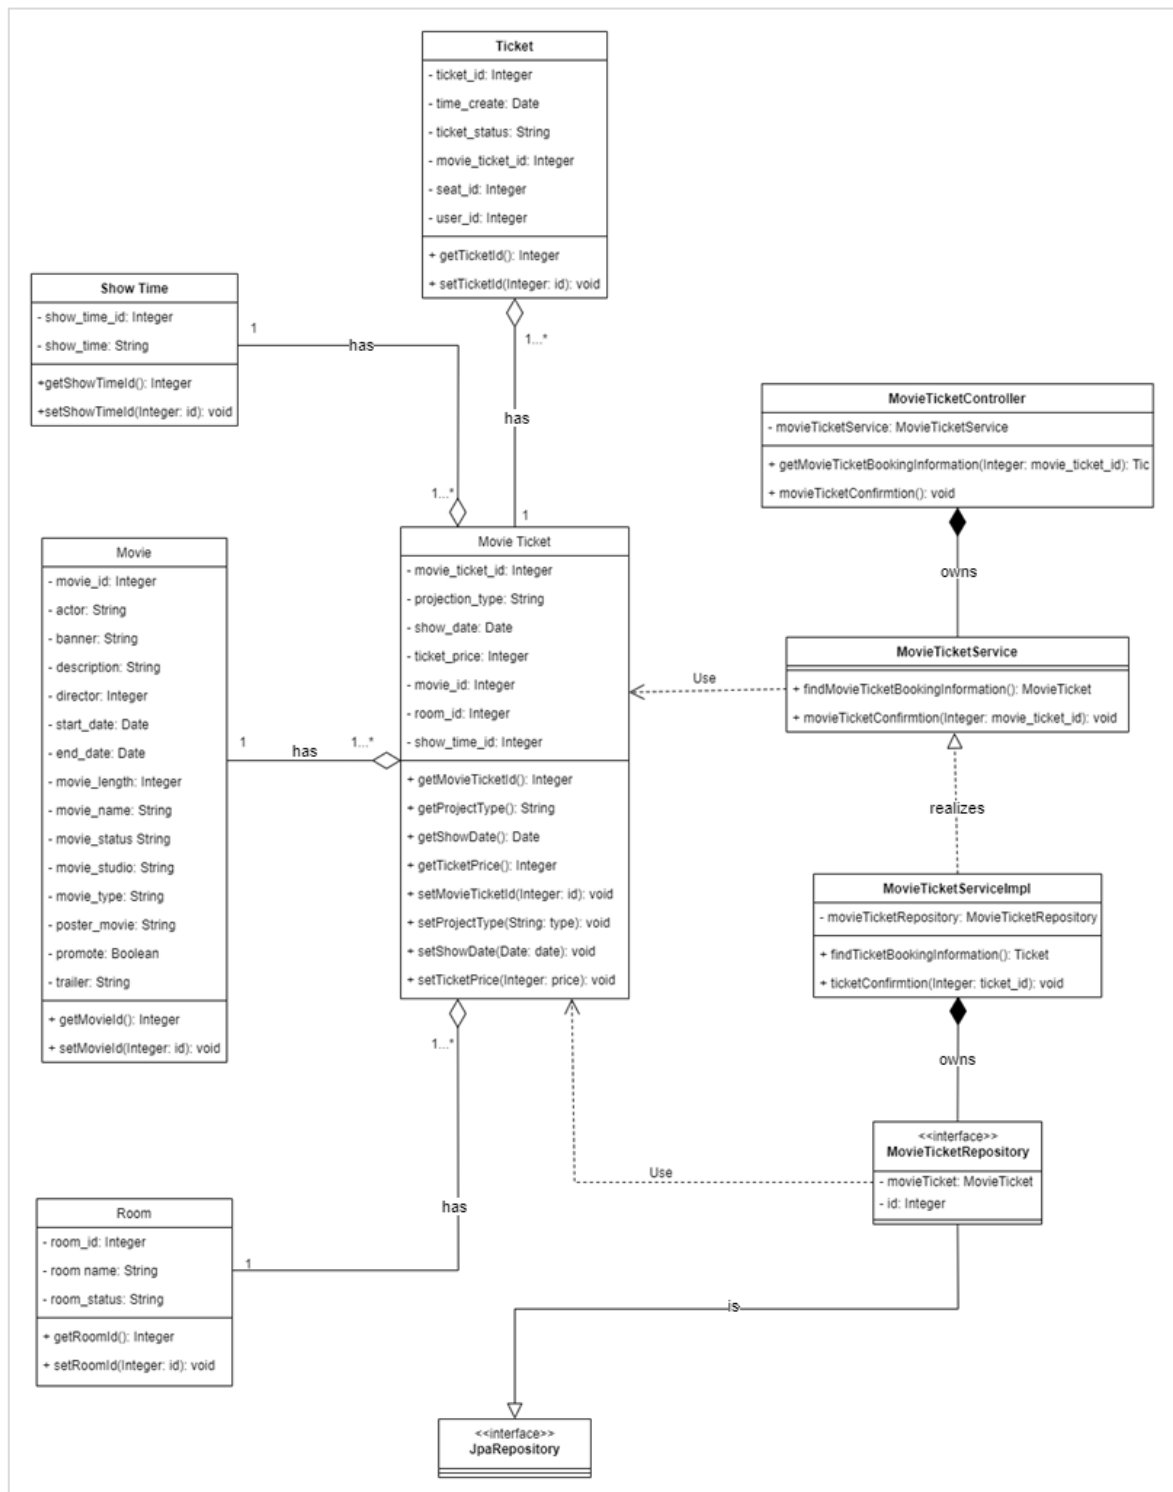 Ticket
- ticket_id: Integer
- time_create: Date
- ticket_status: String
- movie_ticket_id: Integer
- seat_id: Integer
- user_id: Integer
+ getTicketId(): Integer
+ setTicketId(Integer: id): void
1...*
has
1
Show Time
- show_time_id: Integer
- show_time: String
+getShowTimeId(): Integer
+setShowTimeId(Integer: id): void
1
has
1...*
MovieTicketController
- movieTicketService: MovieTicketService
+ getMovieTicketBookingInformation(Integer: movie_ticket_id): Tic
+ movieTicketConfirmtion(): void
owns
Movie
- movie_id: Integer
- actor: String
- banner: String
- description: String
- director: Integer
- start_date: Date
- end_date: Date
- movie_length: Integer
- movie_name: String
- movie_status String
- movie_studio: String
- movie_type: String
- poster_movie: String
- promote: Boolean
- trailer: String
+ getMovieId(): Integer
+ setMovieId(Integer: id): void
1
has
1...*
Movie Ticket
- movie_ticket_id: Integer
- projection_type: String
- show_date: Date
- ticket_price: Integer
- movie_id: Integer
- room_id: Integer
- show_time_id: Integer
+ getMovieTicketId(): Integer
+ getProjectType(): String
+ getShowDate(): Date
+ getTicketPrice(): Integer
+ setMovieTicketId(Integer: id): void
+ setProjectType(String: type): void
+ setShowDate(Date: date): void
+ setTicketPrice(Integer: price): void
Use
MovieTicketService
+ findMovieTicketBookingInformation(): MovieTicket
+ movieTicketConfirmtion(Integer: movie_ticket_id): void
realizes
MovieTicketServiceImpl
- movieTicketRepository: MovieTicketRepository
+ findTicketBookingInformation(): Ticket
+ ticketConfirmtion(Integer: ticket_id): void
owns
1...*
has
1
Room
- room_id: Integer
- room name: String
- room_status: String
+ getRoomId(): Integer
+ setRoomId(Integer: id): void
Use
<<interface>>
MovieTicketRepository
- movieTicket: MovieTicket
- id: Integer
is
<<interface>>
JpaRepository